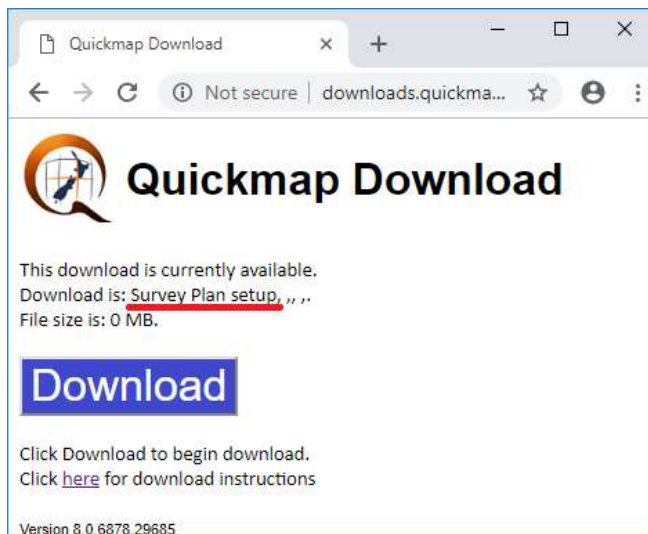 Quickmap Download
Not secure | downloads.quickma...
Quickmap Download
This download is currently available.
Download is: Survey Plan setup, ,, ,.
File size is: 0 MB.
Download
Click Download to begin download.
Click here for download instructions
Version 8.0.6878.29685